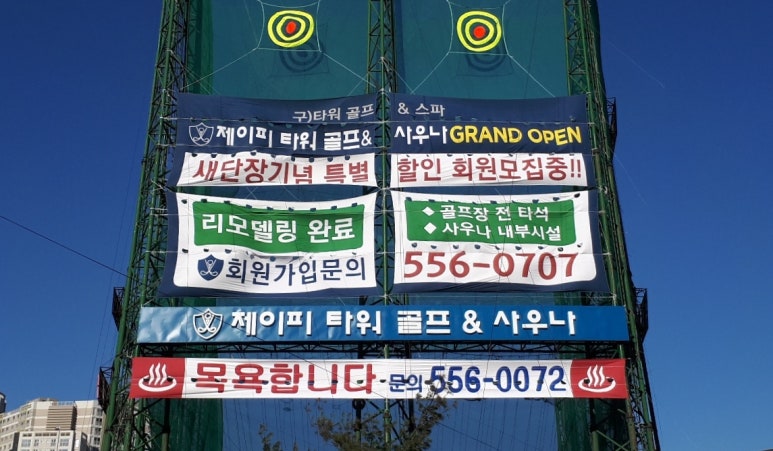 구)타워 골프 & 스파
제이피 타워 골프& 사우나 GRAND OPEN
새단장기념 특별 할인 회원모집중!!
리모델링 완료
회원가입문의
◆ 골프장 전 타석
◆ 사우나 내부시설
556-0707
제이피 타워 골프 & 사우나
목욕합니다 문의 556-0072